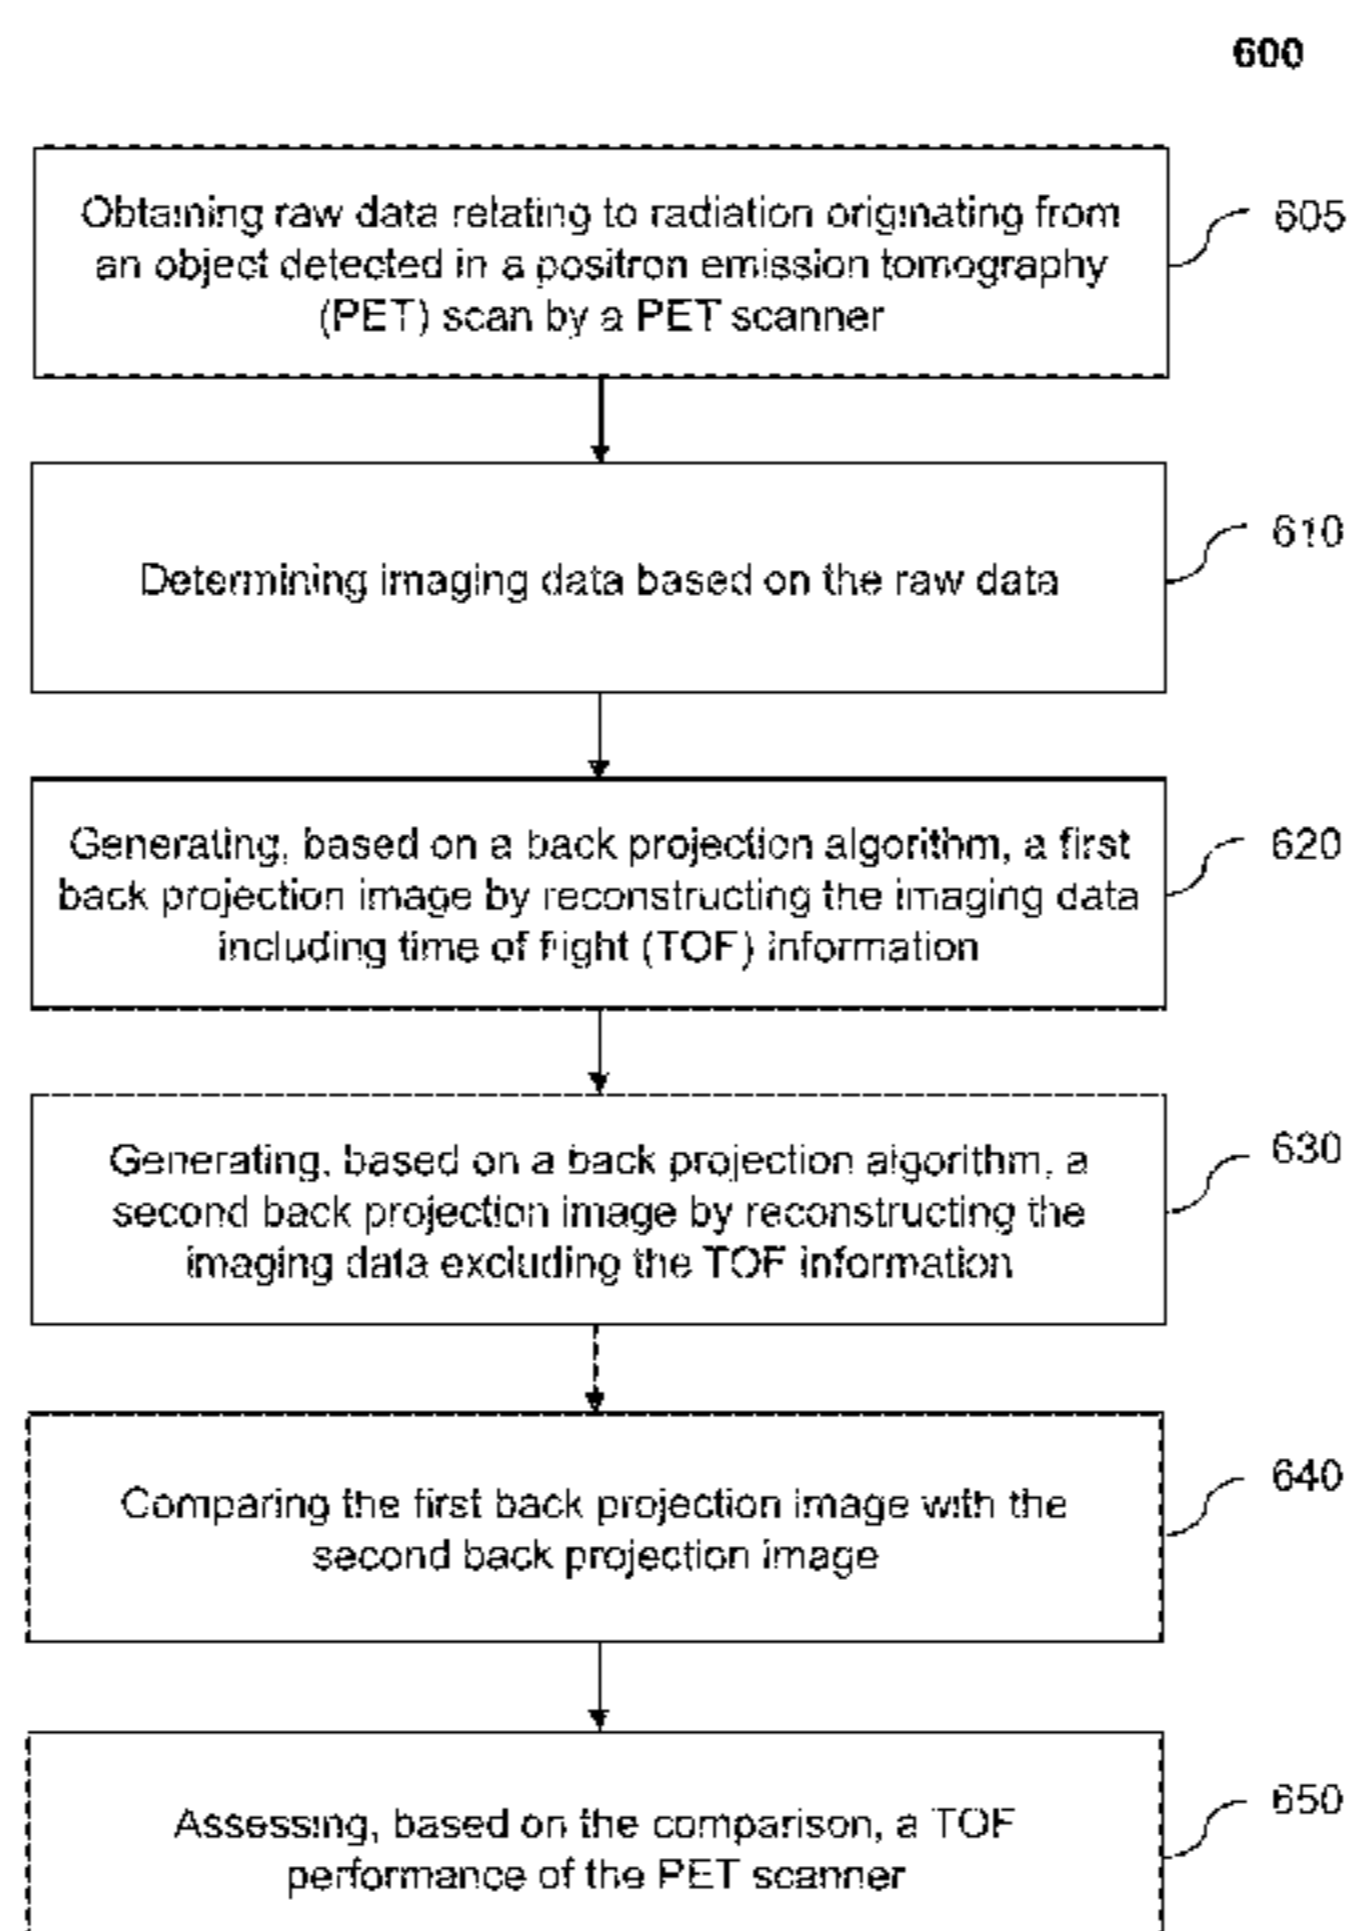 600
Obtaining raw data relating to radiation originating from
an object detected in a positron emission tomography
(PET) scan by a PET scanner
605
Determining imaging data based on the raw data
610
Generating, based on a back projection algorithm, a first
back projection image by reconstructing the imaging data
including time of flight (TOF) information
620
Generating, based on a back projection algorithm, a
second back projection image by reconstructing the
imaging data excluding the TOF information
630
Comparing the first back projection image with the
second back projection image
640
Assessing, based on the comparison, a TOF
performance of the PET scanner
650